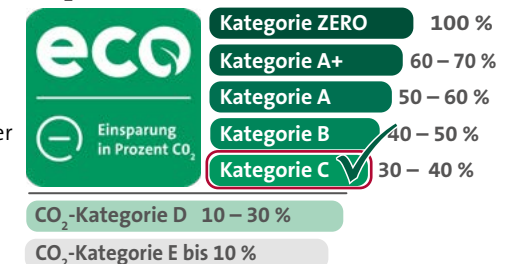 eco
Einsparung
in Prozent CO₂
Kategorie ZERO 100 %
Kategorie A+ 60 – 70 %
Kategorie A 50 – 60 %
Kategorie B 40 – 50 %
Kategorie C 30 – 40 %
er
CO₂-Kategorie D 10 – 30 %
CO₂-Kategorie E bis 10 %